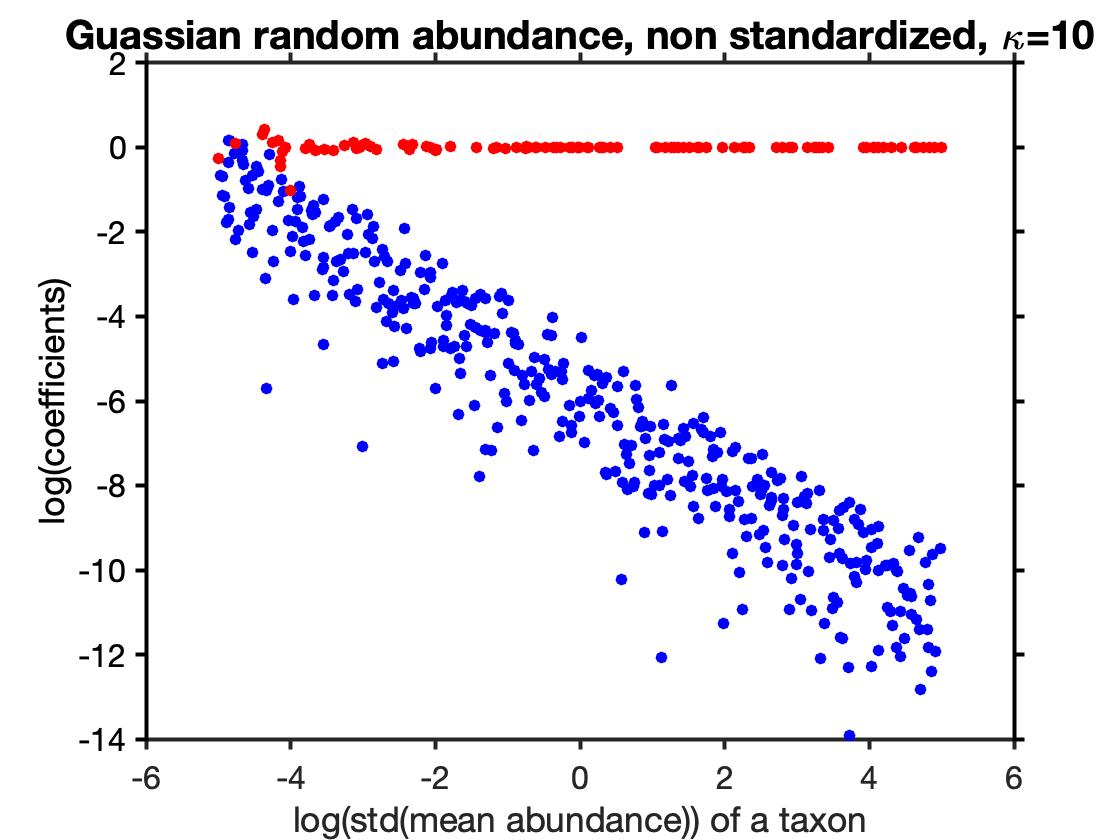 Guassian random abundance, non standardized, κ=10
2
0
-2
-4
-6
-8
-10
-12
-14
log(coefficients)
-6 -4 -2 0 2 4 6
log(std(mean abundance)) of a taxon